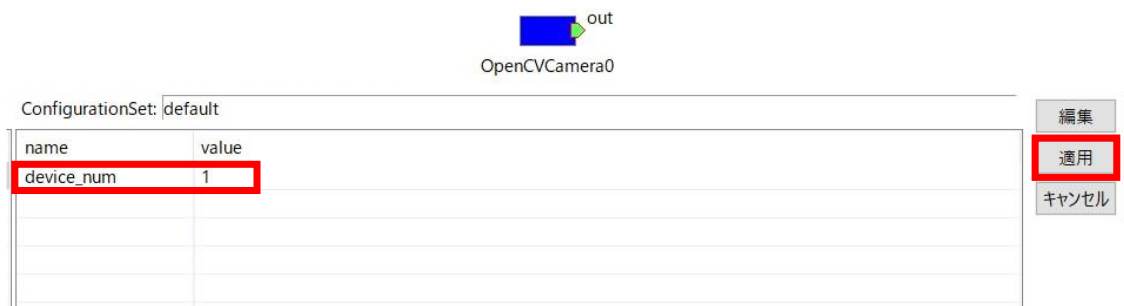 out
OpenCVCamera0
ConfigurationSet: default
編集
name value
適用
device_num 1
キャンセル